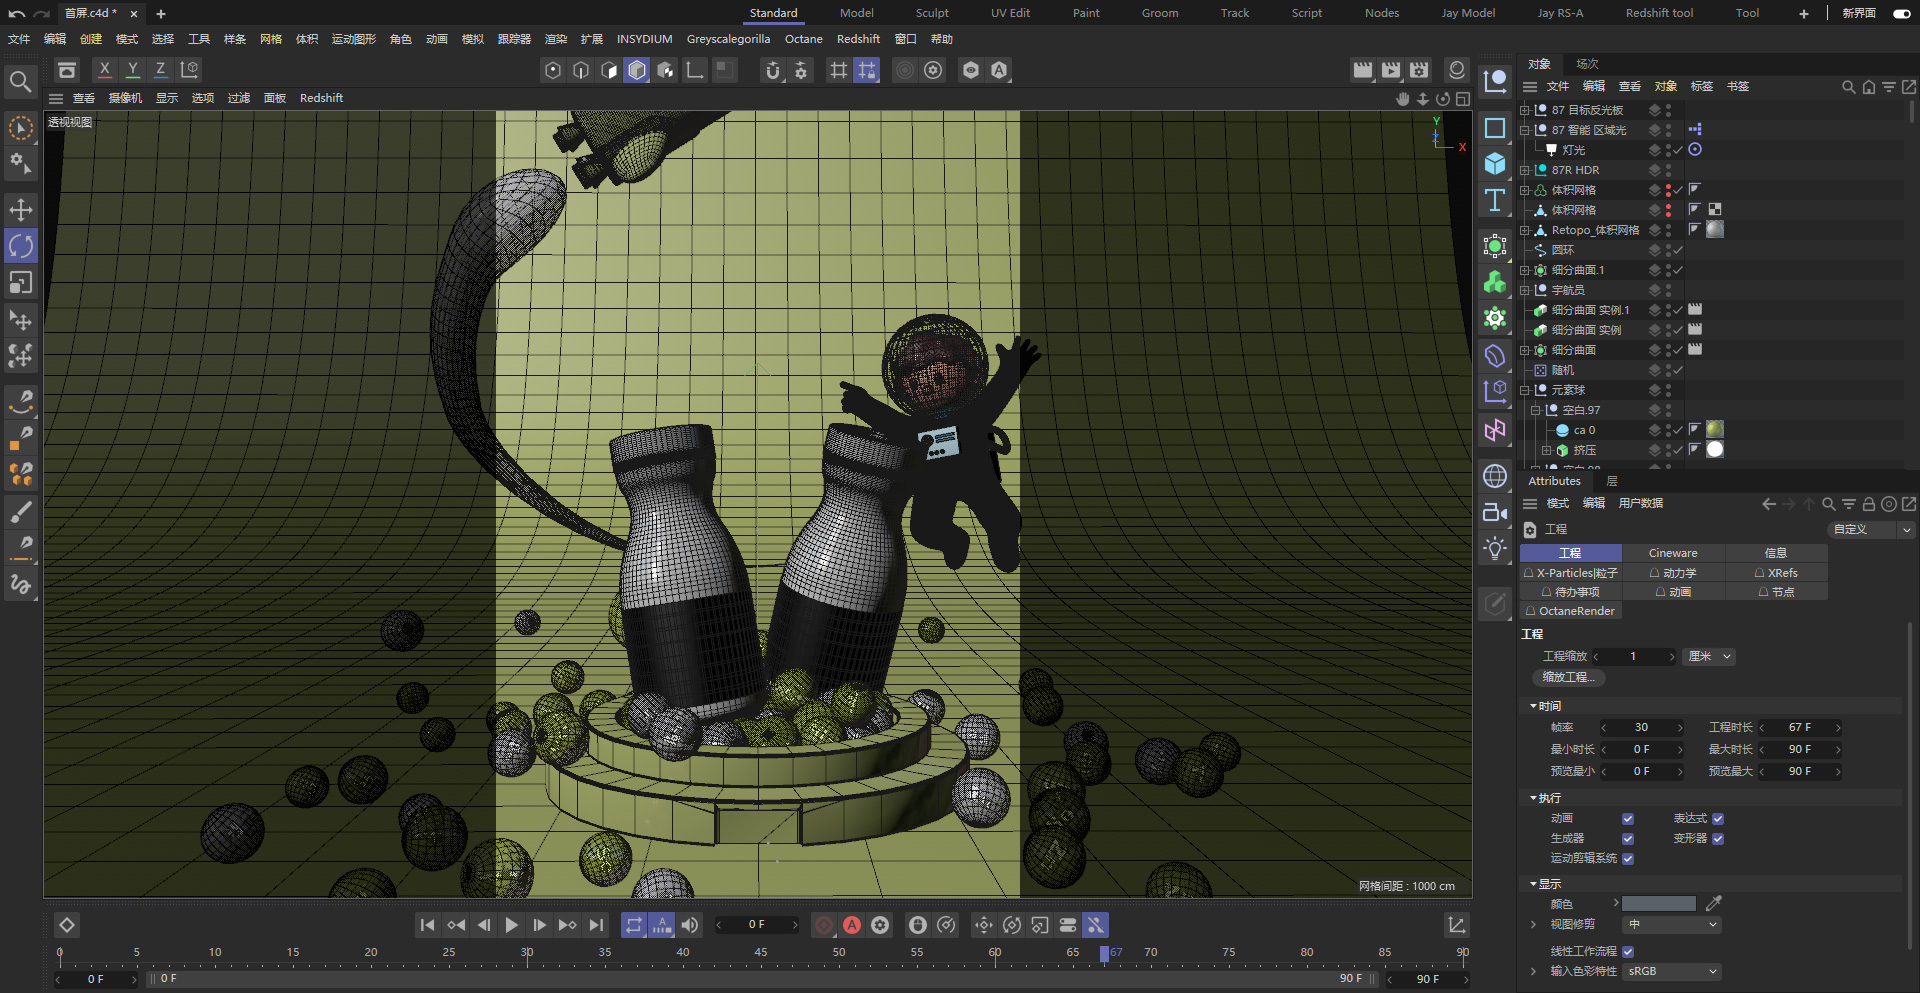 首屏.c4d *
Standard Model Sculpt UV Edit Paint Groom Track Script Nodes Jay Model Jay RS-A Redshift tool Tool 新界面
文件 编辑 创建 模式 选择 工具 样条 网格 体积 运动图形 角色 动画 模拟 跟踪器 渲染 扩展 INSYDIUM Greyscalegorilla Octane Redshift 窗口 帮助
X Y Z
查看 摄像机 显示 选项 过滤 面板 Redshift
透视视图
Y
Z
X
网格间距 : 1000 cm
对象 场次
文件 编辑 查看 对象 标签 书签
87 目标反光板
87 智能 区域光
灯光
87R HDR
体积网格
体积网格
Retopo_体积网格
圆环
细分曲面.1
宇航员
细分曲面 实例.1
细分曲面 实例
细分曲面
随机
元素球
空白.97
ca 0
挤压
空白.98
Attributes 层
模式 编辑 用户数据
工程 自定义
工程 Cineware 信息
X-Particles|粒子 动力学 XRefs
待办事项 动画 节点
OctaneRender
工程
工程缩放 1 厘米
缩放工程...
时间
帧率 30 工程时长 67 F
最小时长 0 F 最大时长 90 F
预览最小 0 F 预览最大 90 F
执行
动画 表达式
生成器 变形器
运动剪辑系统
显示
颜色
视图修剪 中
线性工作流程
输入色彩特性 sRGB
0 F
0 5 10 15 20 25 30 35 40 45 50 55 60 65 67 70 75 80 85 90
0 F 0 F 90 F 90 F